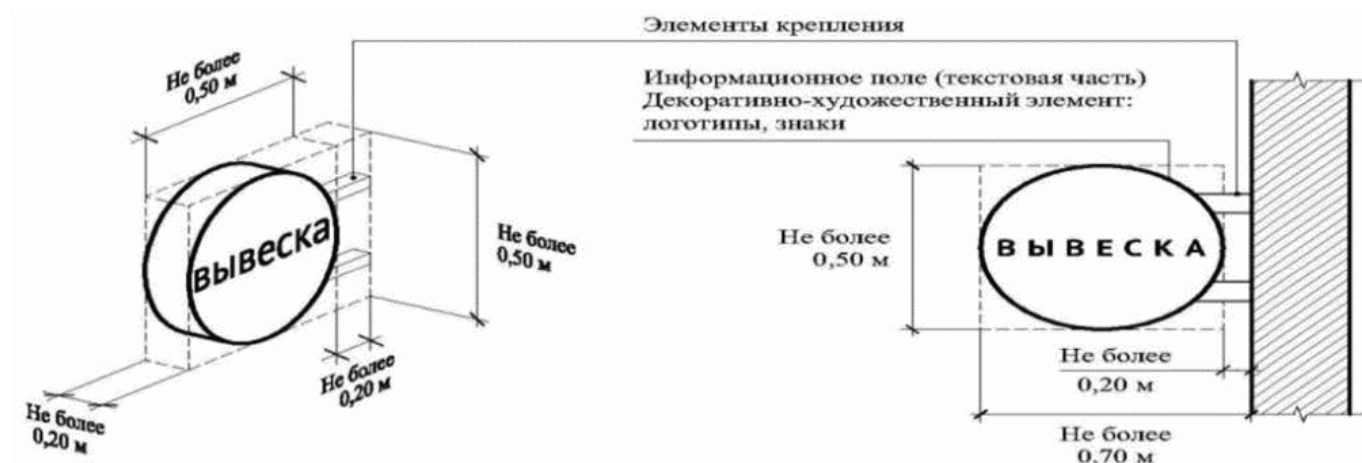 Элементы крепления
Не более
0,50 м
Информационное поле (текстовая часть)
Декоративно-художественный элемент:
логотипы, знаки
вывеска
Не более
0,50 м
Не более
0,20 м
Не более
0,20 м
Не более
0,50 м
ВЫВЕСКА
Не более
0,20 м
Не более
0,70 м